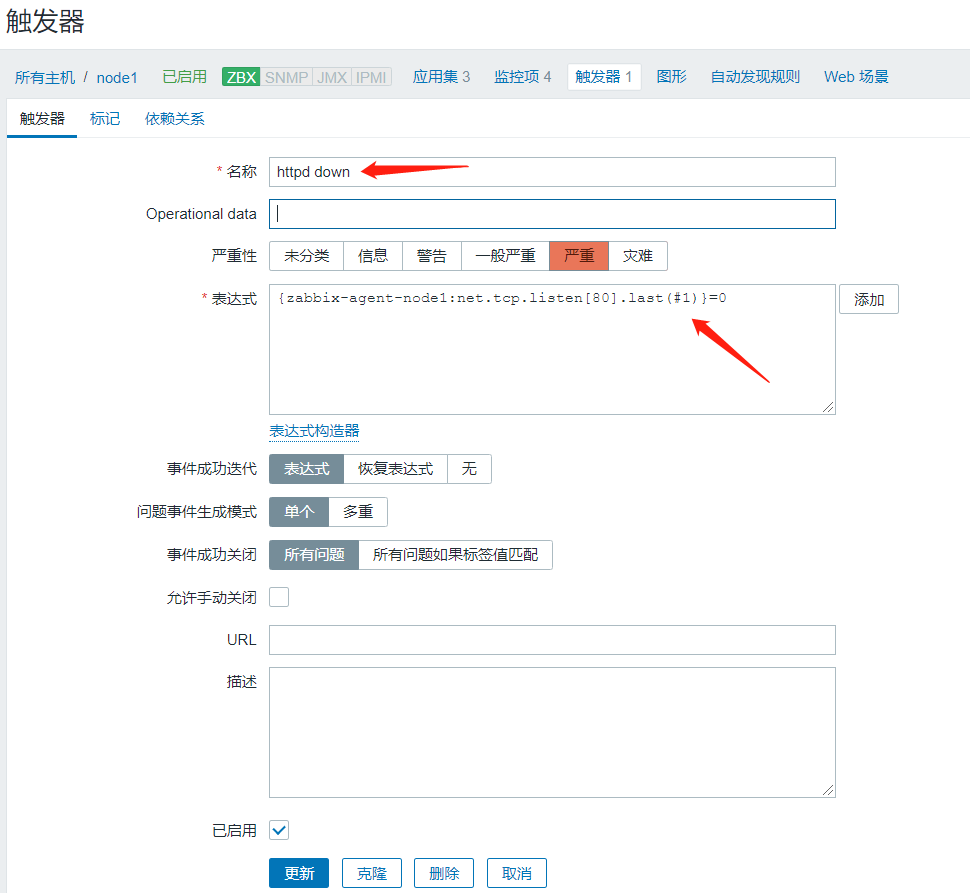 触发器
所有主机 / node1 已启用 ZBX SNMP JMX IPMI 应用集 3 监控项 4 触发器 1 图形 自动发现规则 Web 场景
触发器 标记 依赖关系
* 名称 httpd down
Operational data
严重性 未分类 信息 警告 一般严重 严重 灾难
* 表达式 {zabbix-agent-node1:net.tcp.listen[80].last(#1)}=0 添加
表达式构造器
事件成功迭代 表达式 恢复表达式 无
问题事件生成模式 单个 多重
事件成功关闭 所有问题 所有问题如果标签值匹配
允许手动关闭
URL
描述
已启用
更新 克隆 删除 取消